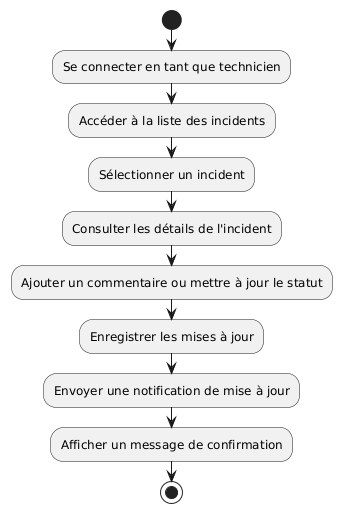 Se connecter en tant que technicien
Accéder à la liste des incidents
Sélectionner un incident
Consulter les détails de l'incident
Ajouter un commentaire ou mettre à jour le statut
Enregistrer les mises à jour
Envoyer une notification de mise à jour
Afficher un message de confirmation